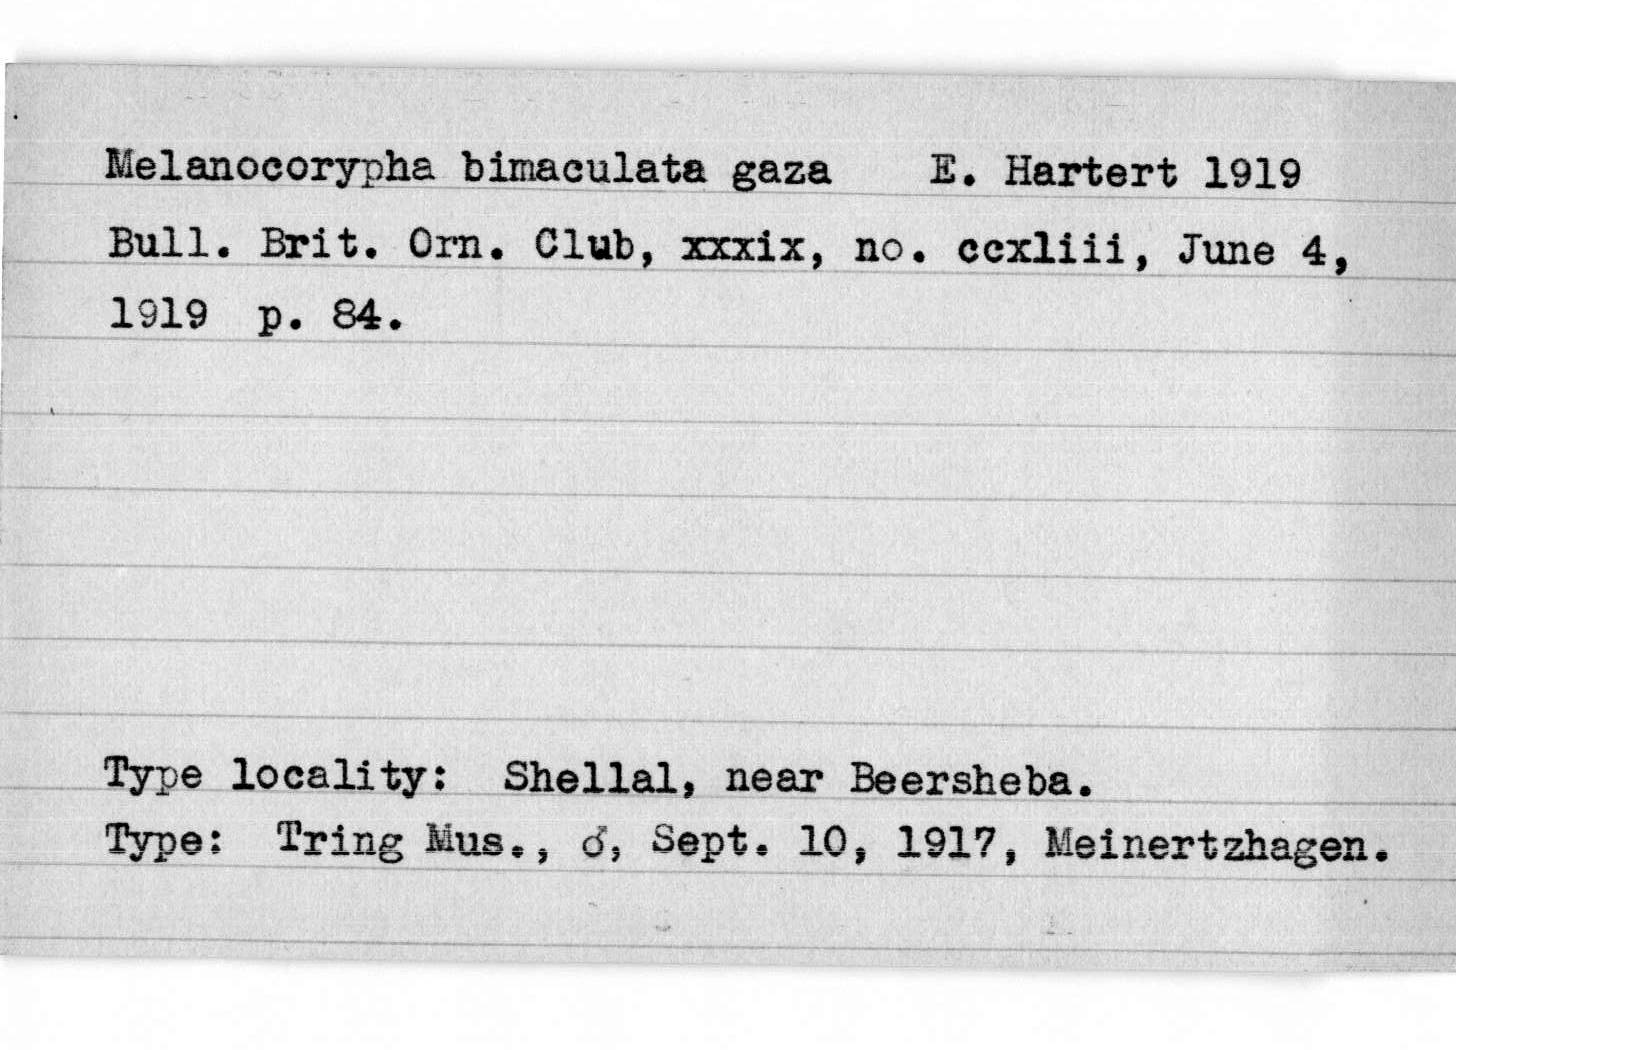 Melanocorypha bimaculata gaza    E. Hartert 1919
Bull. Brit. Orn. Club, xxxix, no. ccxliii, June 4,
1919  p. 84.
Type locality:  Shellal, near Beersheba.
Type:  Tring Mus., ♂, Sept. 10, 1917, Meinertzhagen.